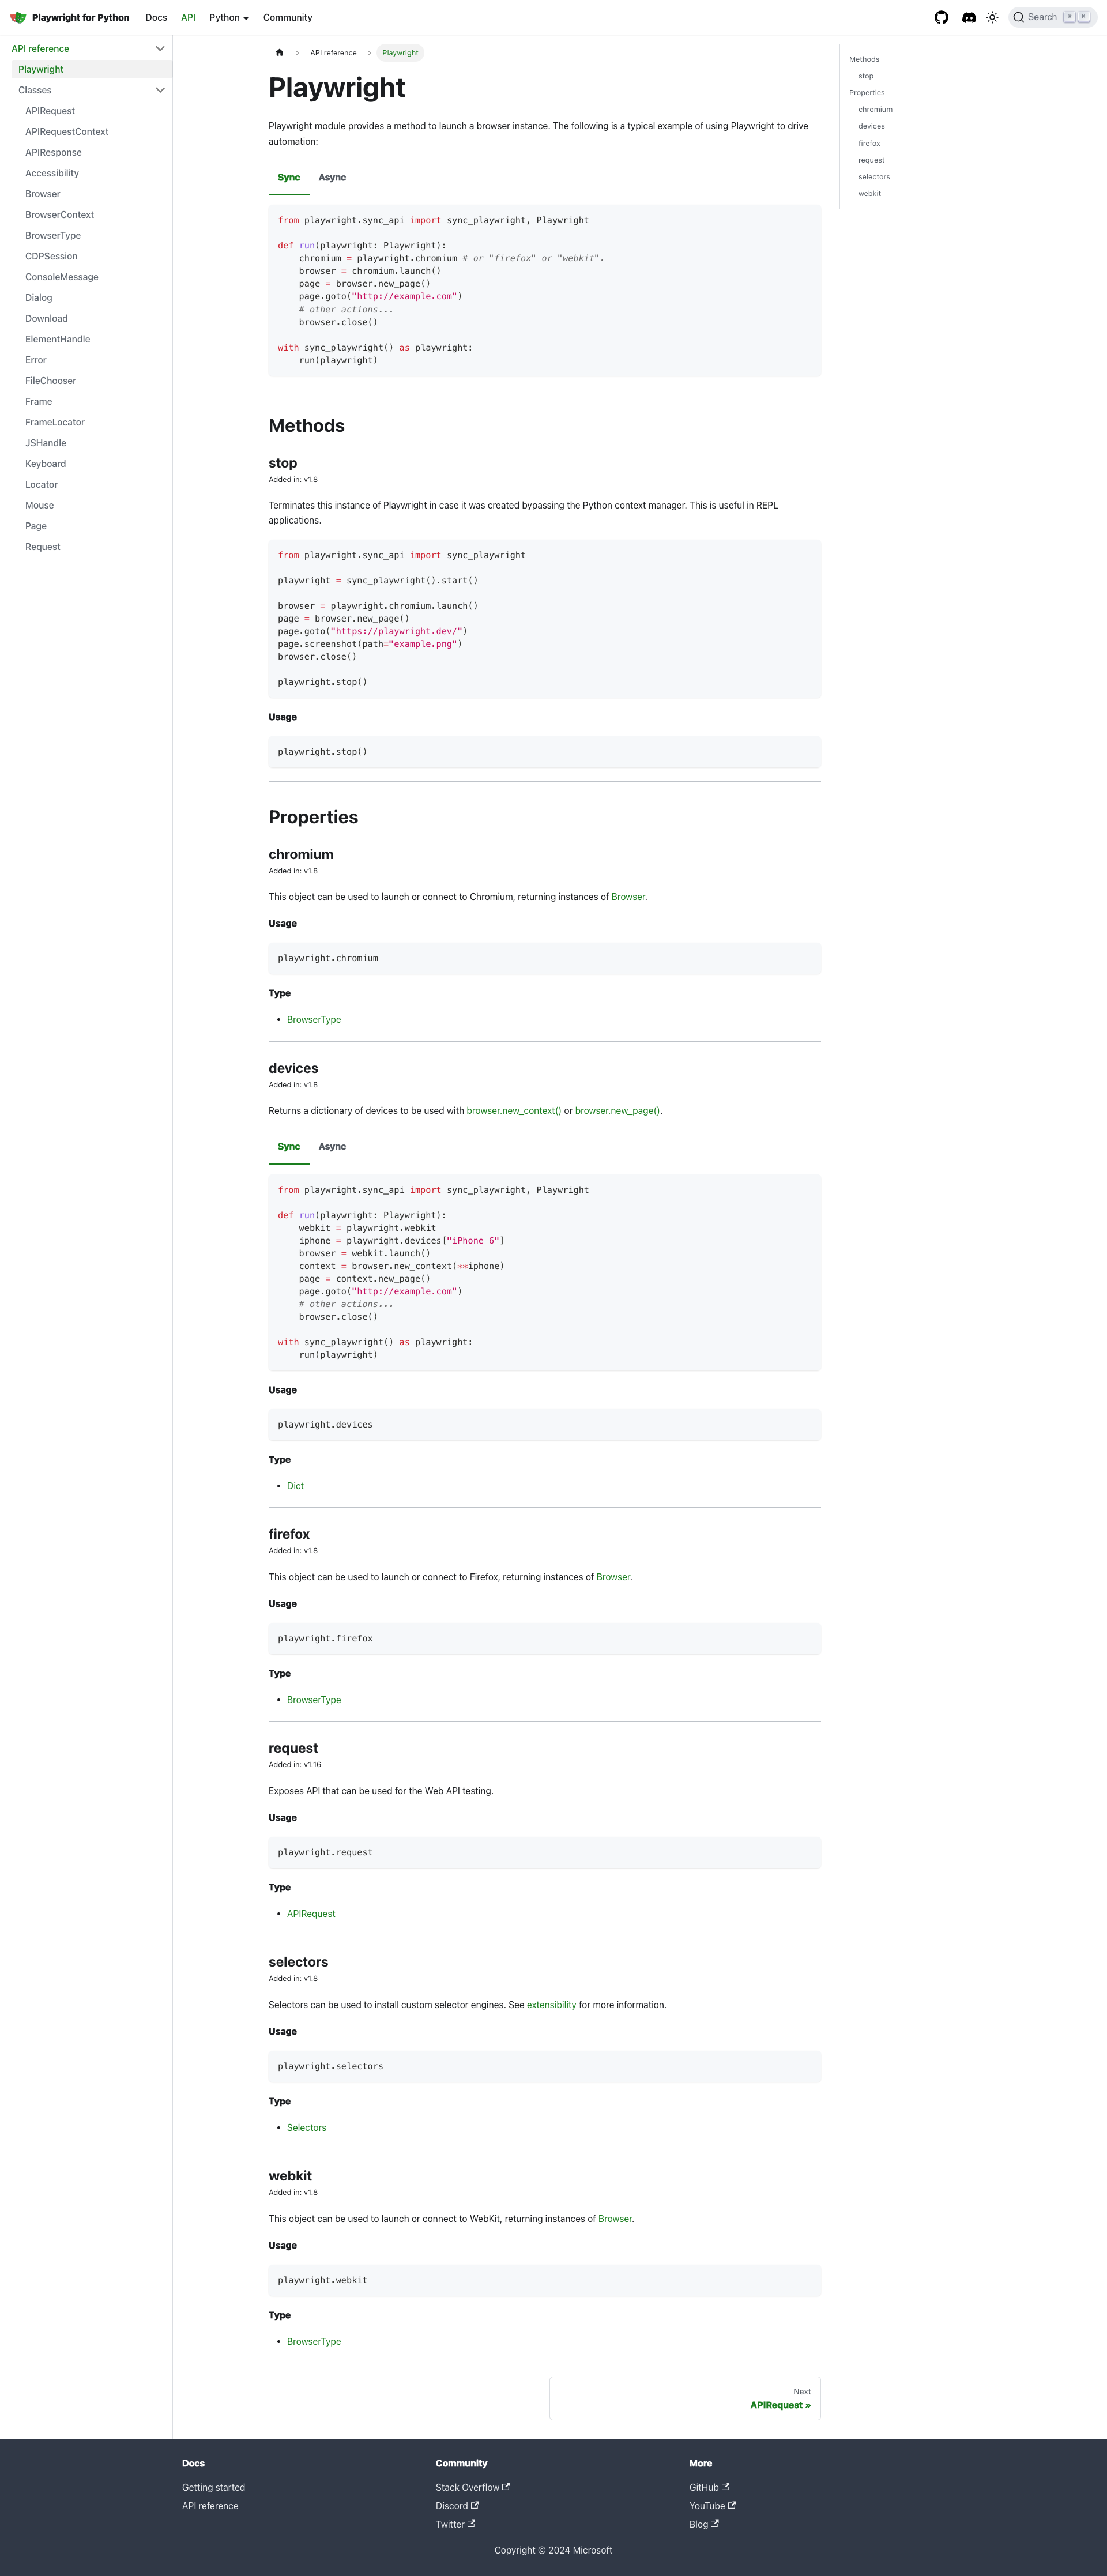 Playwright for Python Docs API Python Community Search K
API reference
Playwright
Classes
APIRequest
APIRequestContext
APIResponse
Accessibility
Browser
BrowserContext
BrowserType
CDPSession
ConsoleMessage
Dialog
Download
ElementHandle
Error
FileChooser
Frame
FrameLocator
JSHandle
Keyboard
Locator
Mouse
Page
Request
API reference > Playwright
Playwright
Playwright module provides a method to launch a browser instance. The following is a typical example of using Playwright to drive
automation:
Sync Async
from playwright.sync_api import sync_playwright, Playwright
def run(playwright: Playwright):
    chromium = playwright.chromium # or "firefox" or "webkit".
    browser = chromium.launch()
    page = browser.new_page()
    page.goto("http://example.com")
    # other actions...
    browser.close()
with sync_playwright() as playwright:
    run(playwright)
Methods
stop
Added in: v1.8
Terminates this instance of Playwright in case it was created bypassing the Python context manager. This is useful in REPL
applications.
from playwright.sync_api import sync_playwright
playwright = sync_playwright().start()
browser = playwright.chromium.launch()
page = browser.new_page()
page.goto("https://playwright.dev/")
page.screenshot(path="example.png")
browser.close()
playwright.stop()
Usage
playwright.stop()
Properties
chromium
Added in: v1.8
This object can be used to launch or connect to Chromium, returning instances of Browser.
Usage
playwright.chromium
Type
• BrowserType
devices
Added in: v1.8
Returns a dictionary of devices to be used with browser.new_context() or browser.new_page().
Sync Async
from playwright.sync_api import sync_playwright, Playwright
def run(playwright: Playwright):
    webkit = playwright.webkit
    iphone = playwright.devices["iPhone 6"]
    browser = webkit.launch()
    context = browser.new_context(**iphone)
    page = context.new_page()
    page.goto("http://example.com")
    # other actions...
    browser.close()
with sync_playwright() as playwright:
    run(playwright)
Usage
playwright.devices
Type
• Dict
firefox
Added in: v1.8
This object can be used to launch or connect to Firefox, returning instances of Browser.
Usage
playwright.firefox
Type
• BrowserType
request
Added in: v1.16
Exposes API that can be used for the Web API testing.
Usage
playwright.request
Type
• APIRequest
selectors
Added in: v1.8
Selectors can be used to install custom selector engines. See extensibility for more information.
Usage
playwright.selectors
Type
• Selectors
webkit
Added in: v1.8
This object can be used to launch or connect to WebKit, returning instances of Browser.
Usage
playwright.webkit
Type
• BrowserType
Next
APIRequest »
Methods
stop
Properties
chromium
devices
firefox
request
selectors
webkit
Docs
Getting started
API reference
Community
Stack Overflow
Discord
Twitter
More
GitHub
YouTube
Blog
Copyright © 2024 Microsoft